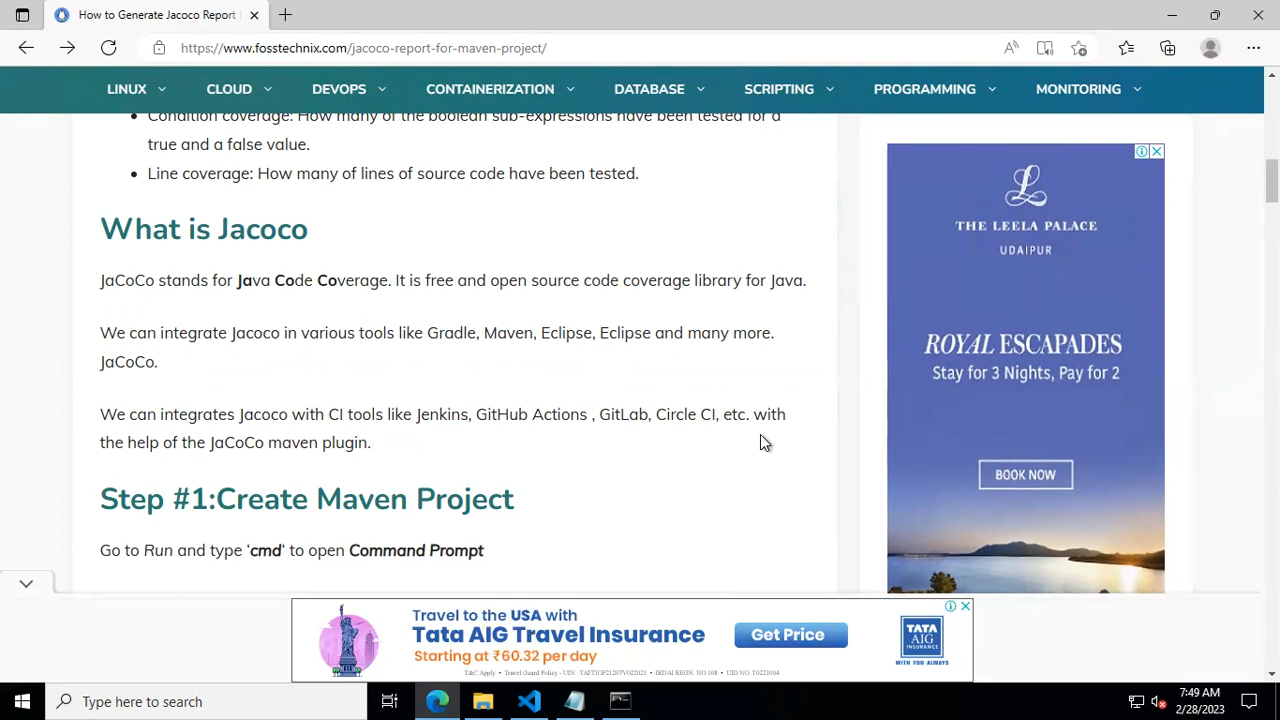 How to Generate Jacoco Report
https://www.fosstechnix.com/jacoco-report-for-maven-project/
LINUX CLOUD DEVOPS CONTAINERIZATION DATABASE SCRIPTING PROGRAMMING MONITORING
Condition coverage: How many of the boolean sub-expressions have been tested for a
true and a false value.
Line coverage: How many of lines of source code have been tested.
What is Jacoco
JaCoCo stands for Java Code Coverage. It is free and open source code coverage library for Java.
We can integrate Jacoco in various tools like Gradle, Maven, Eclipse, Eclipse and many more.
JaCoCo.
We can integrates Jacoco with CI tools like Jenkins, GitHub Actions , GitLab, Circle CI, etc. with
the help of the JaCoCo maven plugin.
Step #1:Create Maven Project
Go to Run and type ‘cmd‘ to open Command Prompt
L
THE LEELA PALACE
UDAIPUR
ROYAL ESCAPADES
Stay for 3 Nights, Pay for 2
BOOK NOW
Travel to the USA with
Tata AIG Travel Insurance
Starting at ₹60.32 per day
Get Price
TATA
AIG
INSURANCE
WITH YOU ALWAYS
Type here to search
7:49 AM
2/28/2023